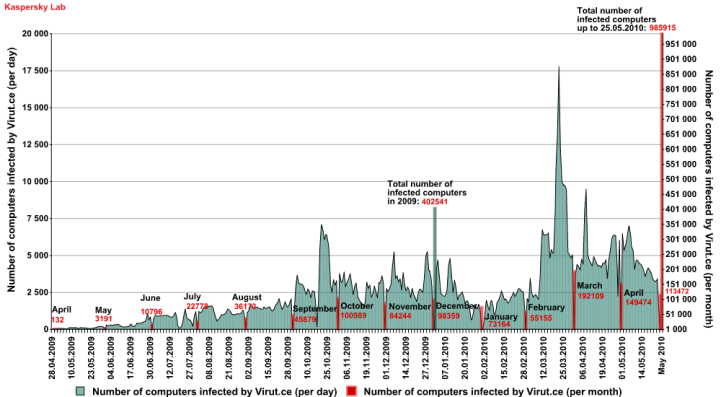 Kaspersky Lab
Total number of
infected computers
up to 25.05.2010: 985915
Number of computers infected by Virut.ce (per day)
20 000
17 500
15 000
12 500
10 000
7 500
5 000
2 500
0
Total number of
infected computers
in 2009: 402541
April
132
May
3191
June
10796
July
22778
August
36173
September
45879
October
100989
November
84244
December
98359
January
73164
February
55155
March
192109
April
149474
113472
951 000
901 000
851 000
801 000
751 000
701 000
651 000
601 000
551 000
501 000
451 000
401 000
351 000
301 000
251 000
201 000
151 000
101 000
51 000
1 000
Number of computers infected by Virut.ce (per month)
28.04.2009
10.05.2009
23.05.2009
04.06.2009
17.06.2009
30.06.2009
12.07.2009
27.07.2009
08.08.2009
21.08.2009
02.09.2009
15.09.2009
28.09.2009
10.10.2009
25.10.2009
06.11.2009
19.11.2009
01.12.2009
14.12.2009
27.12.2009
08.01.2010
20.01.2010
02.02.2010
16.02.2010
28.02.2010
12.03.2010
25.03.2010
06.04.2010
19.04.2010
01.05.2010
14.05.2010
May 2010
Number of computers infected by Virut.ce (per day)
Number of computers infected by Virut.ce (per month)